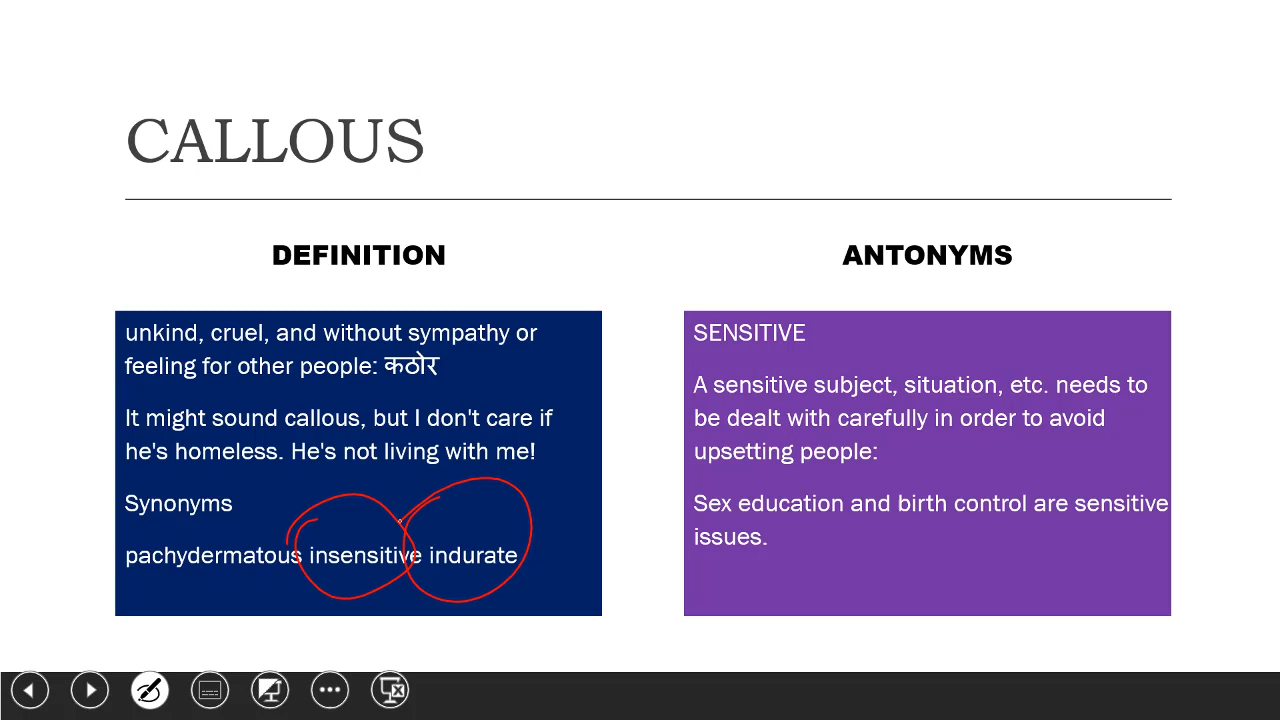 CALLOUS
DEFINITION
unkind, cruel, and without sympathy or
feeling for other people: कठोर
It might sound callous, but I don't care if
he's homeless. He's not living with me!
Synonyms
pachydermatous insensitive indurate
ANTONYMS
SENSITIVE
A sensitive subject, situation, etc. needs to
be dealt with carefully in order to avoid
upsetting people:
Sex education and birth control are sensitive
issues.